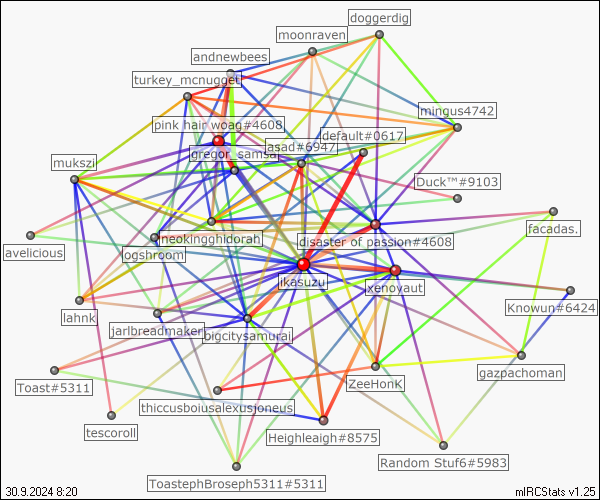 doggerdig
moonraven
andnewbees
turkey_mcnugget
mingus4742
pink hair woag#4608
default#0617
jasad#6947
gregor_samsa
mukszi
Duck™#9103
facadas.
neokingghidorah
disaster of passion#4608
avelicious
ogshroom
ikasuzu
xenoyaut
lahnk
Knowun#6424
jarlbreadmaker
bigcitysamurai
gazpachoman
Toast#5311
ZeeHonK
thiccusboiusalexusjoneus
tescoroll
Heighleaigh#8575
Random Stuf6#5983
ToastephBroseph5311#5311
30.9.2024 8:20
mIRCStats v1.25